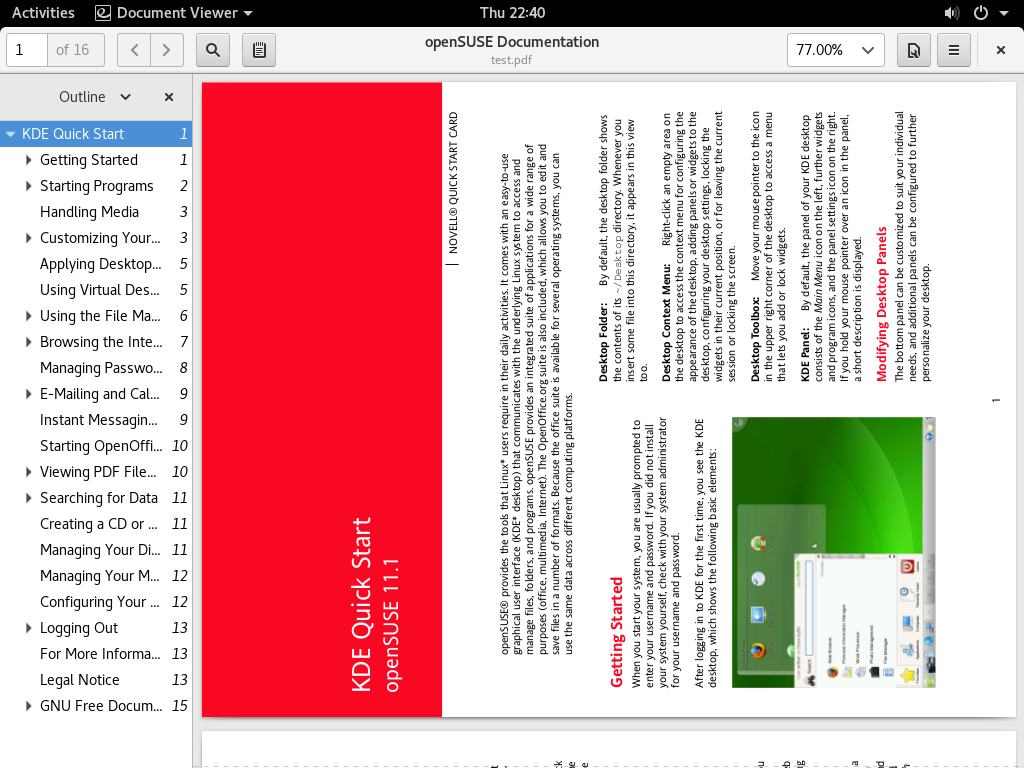 Activities
Document Viewer
Thu 22:40
1
of 16
openSUSE Documentation
test.pdf
77.00%
Outline
KDE Quick Start 1
Getting Started 1
Starting Programs 2
Handling Media 3
Customizing Your... 3
Applying Desktop... 5
Using Virtual Des... 5
Using the File Ma... 6
Browsing the Inte... 7
Managing Passwo... 8
E-Mailing and Cal... 9
Instant Messagin... 9
Starting OpenOffi... 10
Viewing PDF File... 10
Searching for Data 11
Creating a CD or ... 11
Managing Your Di... 11
Managing Your M... 12
Configuring Your ... 12
Logging Out 13
For More Informa... 13
Legal Notice 13
GNU Free Docum... 15
KDE Quick Start
openSUSE 11.1
NOVELL® QUICK START CARD
openSUSE® provides the tools that Linux* users require in their daily activities. It comes with an easy-to-use
graphical user interface (KDE* desktop) that communicates with the underlying Linux system to access and
manage files, folders, and programs. openSUSE provides an integrated suite of applications for a wide range of
purposes (office, multimedia, Internet). The OpenOffice.org suite is also included, which allows you to edit and
save files in a number of formats. Because the office suite is available for several operating systems, you can
use the same data across different computing platforms.
Getting Started
When you start your system, you are usually prompted to
enter your username and password. If you did not install
your system yourself, check with your system administrator
for your username and password.
After logging in to KDE for the first time, you see the KDE
desktop, which shows the following basic elements:
Desktop Folder: By default, the desktop folder shows
the contents of its ~/Desktop directory. Whenever you
insert some file into this directory, it appears in this view
too.
Desktop Context Menu: Right-click an empty area on
the desktop to access the context menu for configuring the
appearance of the desktop, adding panels or widgets to the
desktop, configuring your desktop settings, locking the
widgets in their current position, or for leaving the current
session or locking the screen.
Desktop Toolbox: Move your mouse pointer to the icon
in the upper right corner of the desktop to access a menu
that lets you add or lock widgets.
KDE Panel: By default, the panel of your KDE desktop
consists of the Main Menu icon on the left, further widgets
and program icons, and the panel settings icon on the right.
If you hold your mouse pointer over an icon in the panel,
a short description is displayed.
Modifying Desktop Panels
The bottom panel can be customized to suit your individual
needs, and additional panels can be configured to further
personalize your desktop.
1